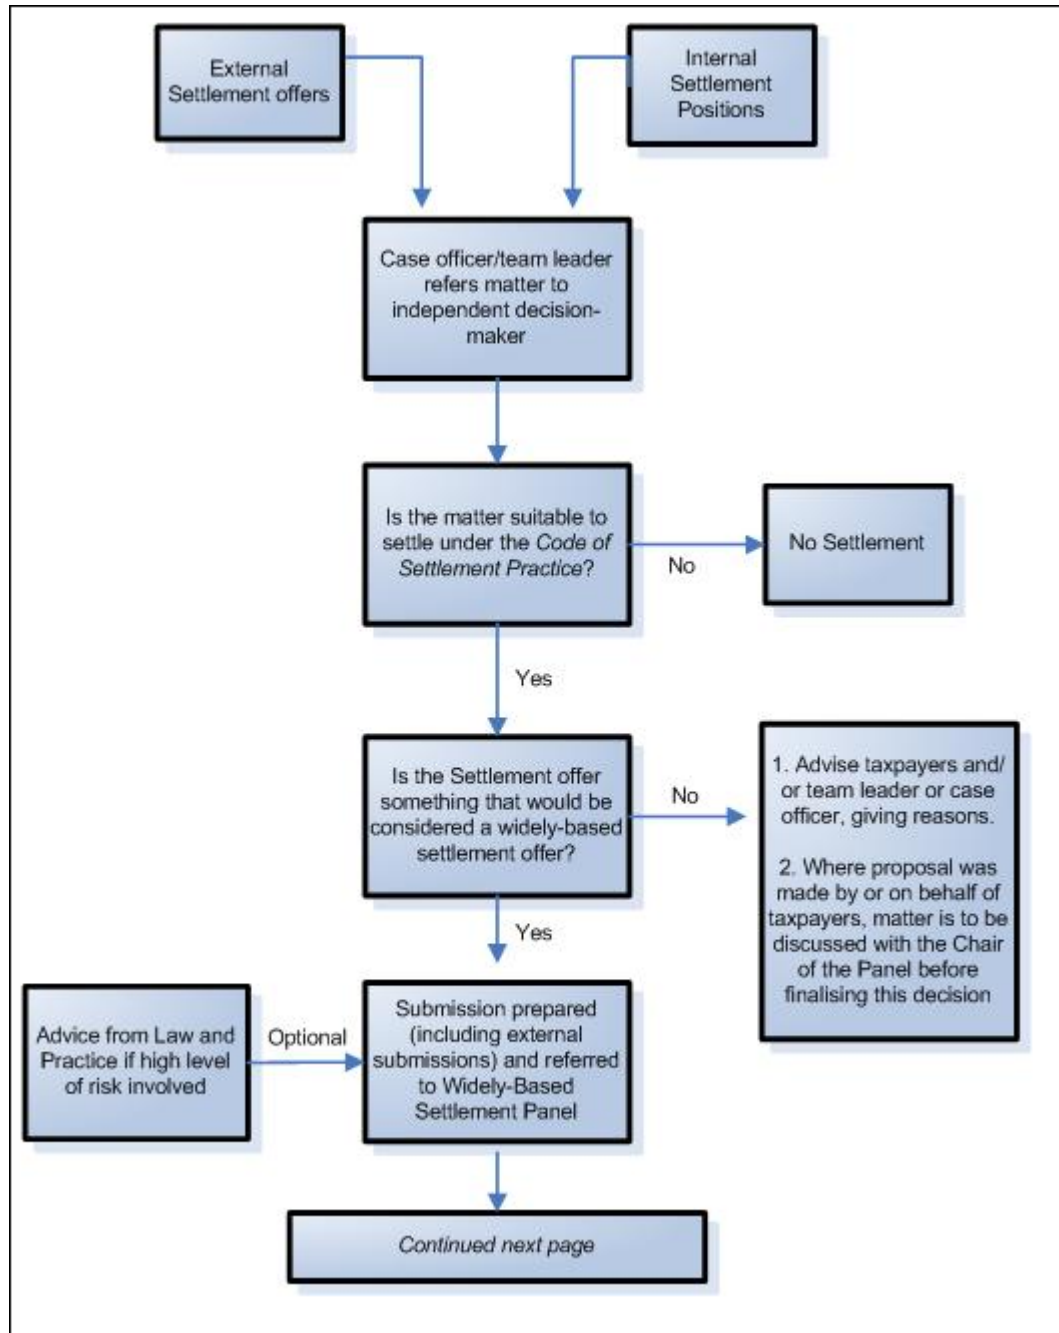 External
Settlement offers
Internal
Settlement
Positions
Case officer/team leader
refers matter to
independent decision-
maker
Is the matter suitable to
settle under the Code of
Settlement Practice?
No
No Settlement
Yes
Is the Settlement offer
something that would be
considered a widely-based
settlement offer?
No
1. Advise taxpayers and/
or team leader or case
officer, giving reasons.
2. Where proposal was
made by or on behalf of
taxpayers, matter is to be
discussed with the Chair
of the Panel before
finalising this decision
Yes
Advice from Law and
Practice if high level
of risk involved
Optional
Submission prepared
(including external
submissions) and referred
to Widely-Based
Settlement Panel
Continued next page